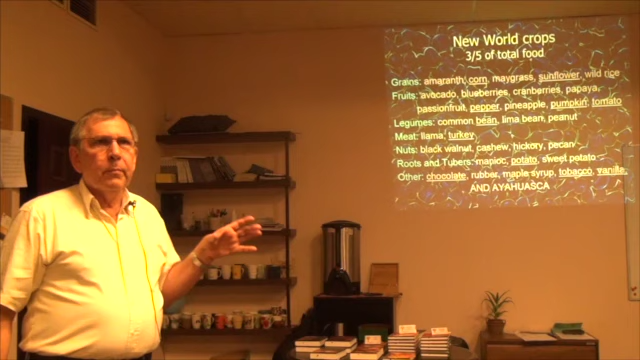 New World crops
3/5 of total food
Grains: amaranth, corn, maygrass, sunflower, wild rice
Fruits: avocado, blueberries, cranberries, papaya,
passionfruit, pepper, pineapple, pumpkin, tomato
Legumes: common bean, lima bean, peanut
Meat: llama, turkey
Nuts: black walnut, cashew, hickory, pecan
Roots and Tubers: manioc, potato, sweet potato
Other: chocolate, rubber, maple syrup, tobacco, vanilla,
AND AYAHUASCA